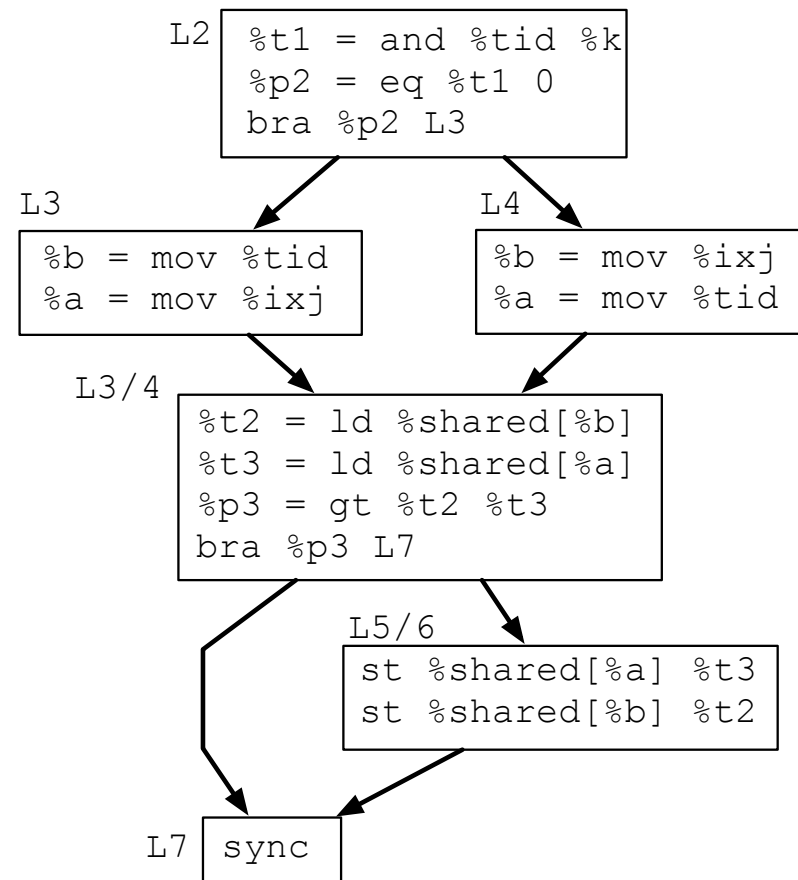 L2
%t1 = and %tid %k
%p2 = eq %t1 0
bra %p2 L3
L3
%b = mov %tid
%a = mov %ixj
L4
%b = mov %ixj
%a = mov %tid
L3/4
%t2 = ld %shared[%b]
%t3 = ld %shared[%a]
%p3 = gt %t2 %t3
bra %p3 L7
L5/6
st %shared[%a] %t3
st %shared[%b] %t2
L7
sync